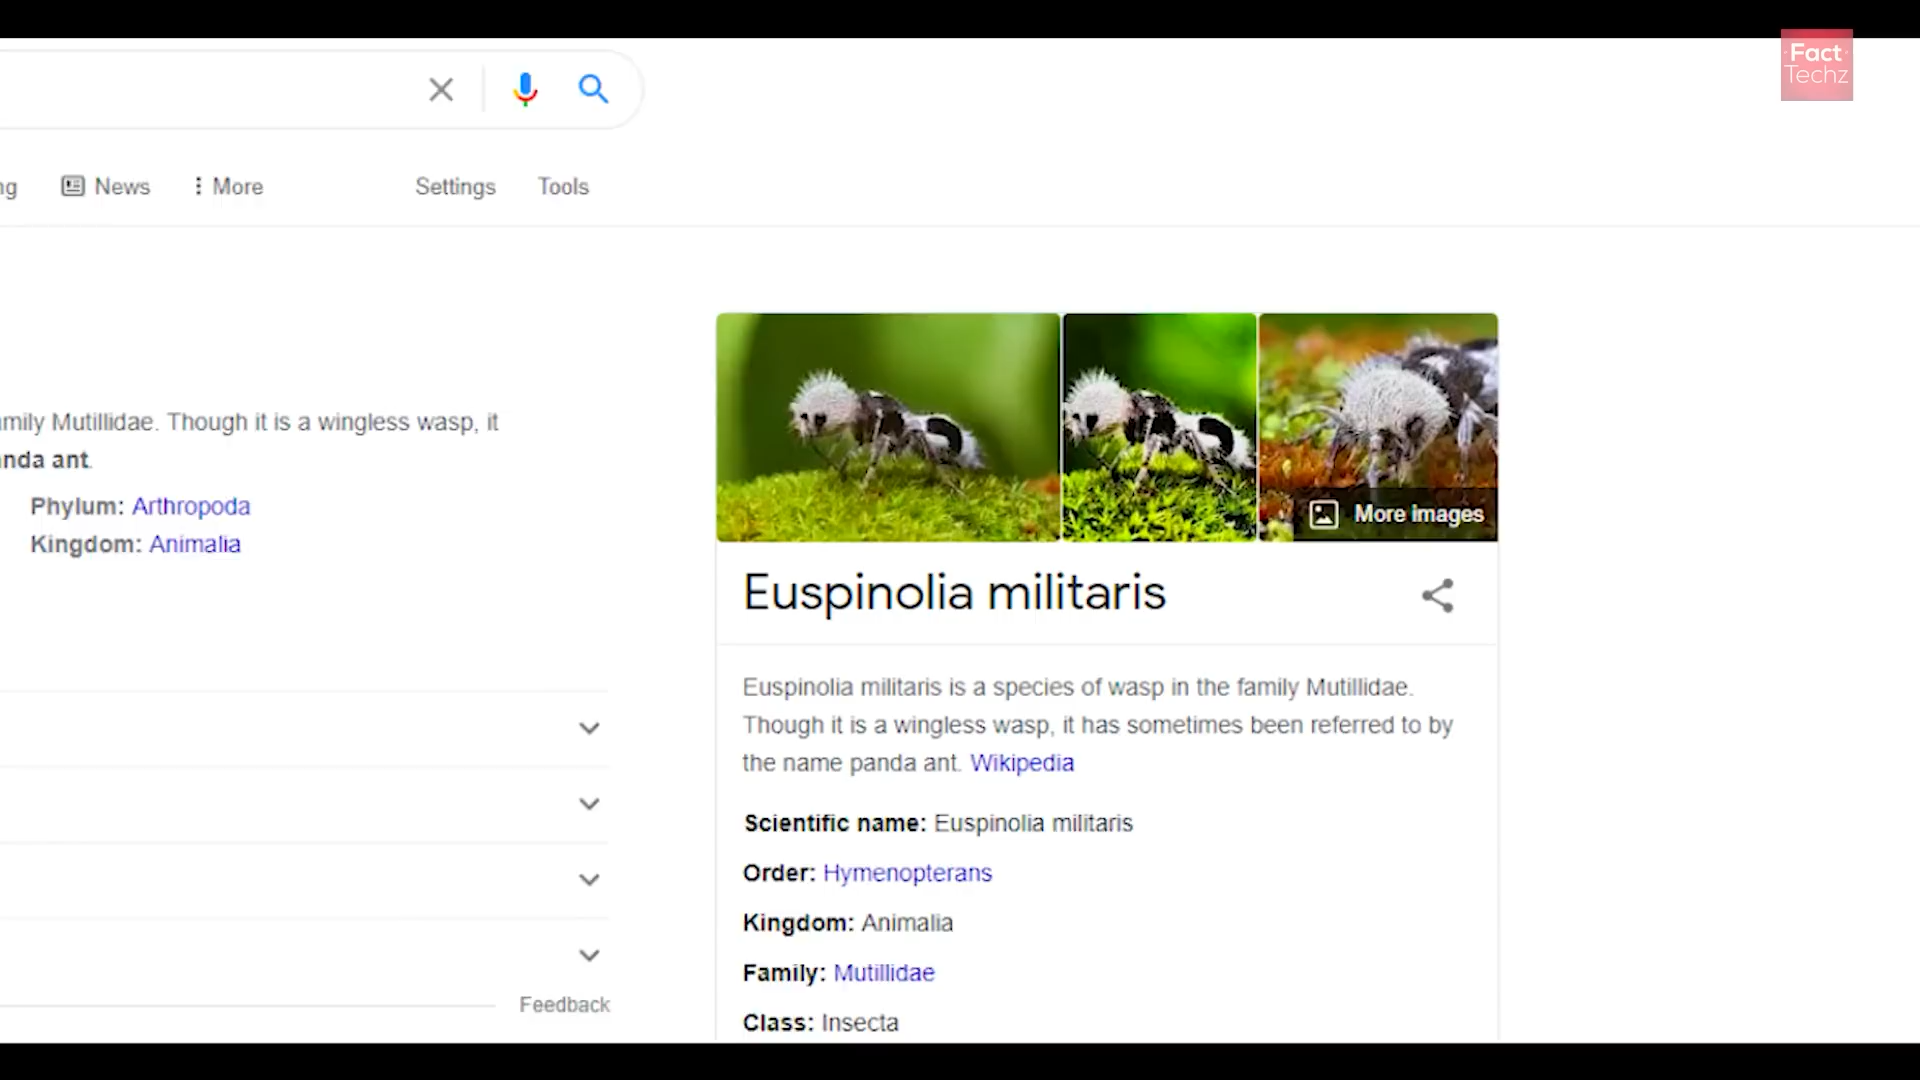 Fact
Techz
ng
News
More
Settings
Tools
amily Mutillidae. Though it is a wingless wasp, it
nda ant.
Phylum: Arthropoda
Kingdom: Animalia
Feedback
More images
Euspinolia militaris
Euspinolia militaris is a species of wasp in the family Mutillidae.
Though it is a wingless wasp, it has sometimes been referred to by
the name panda ant. Wikipedia
Scientific name: Euspinolia militaris
Order: Hymenopterans
Kingdom: Animalia
Family: Mutillidae
Class: Insecta